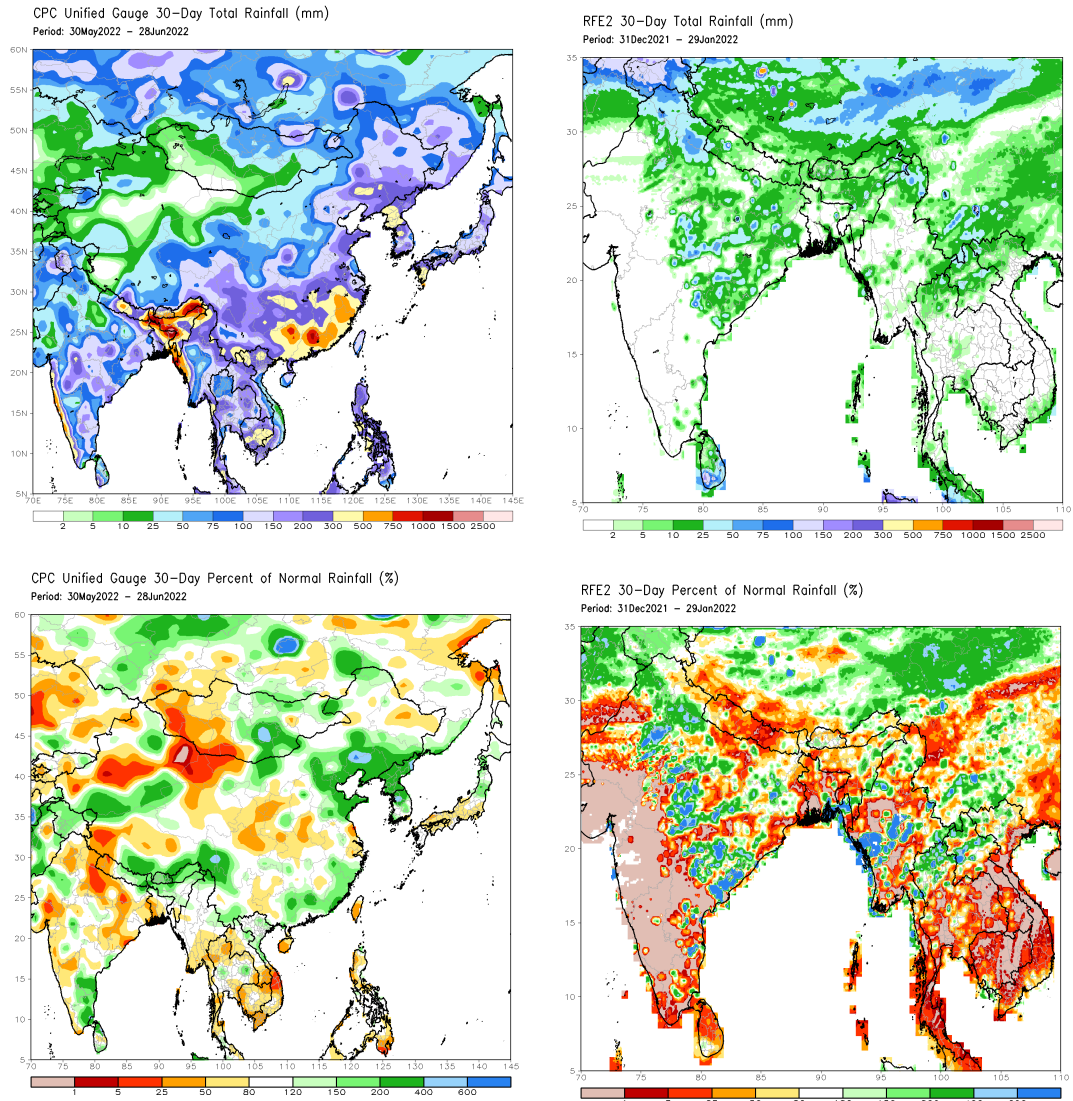 CPC Unified Gauge 30-Day Total Rainfall (mm)
Period: 30May2022 - 28Jun2022
60N
55N
50N
45N
40N
35N
30N
25N
20N
15N
10N
5N
70E 75E 80E 85E 90E 95E 100E 105E 110E 115E 120E 125E 130E 135E 140E 145E
2 5 10 25 50 75 100 150 200 300 500 750 1000 1500 2500
RFE2 30-Day Total Rainfall (mm)
Period: 31Dec2021 - 29Jan2022
35
30
25
20
15
10
5
70 75 80 85 90 95 100 105 110
2 5 10 25 50 75 100 150 200 300 500 750 1000 1500 2500
CPC Unified Gauge 30-Day Percent of Normal Rainfall (%)
Period: 30May2022 - 28Jun2022
60
55
50
45
40
35
30
25
20
15
10
5
70 75 80 85 90 95 100 105 110 115 120 125 130 135 140 145
1 5 25 50 80 120 150 200 400 600
RFE2 30-Day Percent of Normal Rainfall (%)
Period: 31Dec2021 - 29Jan2022
35
30
25
20
15
10
5
70 75 80 85 90 95 100 105 110